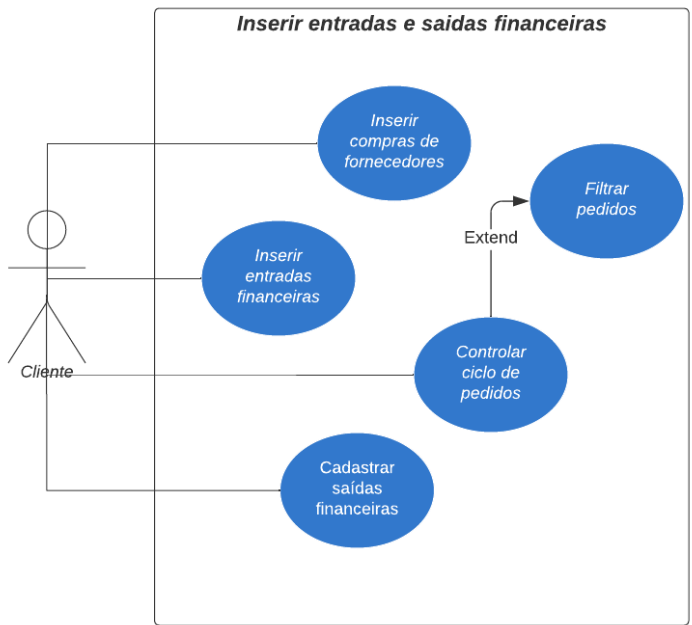 Inserir entradas e saidas financeiras
Inserir
compras de
fornecedores
Filtrar
pedidos
Extend
Inserir
entradas
financeiras
Controlar
ciclo de
pedidos
Cliente
Cadastrar
saídas
financeiras